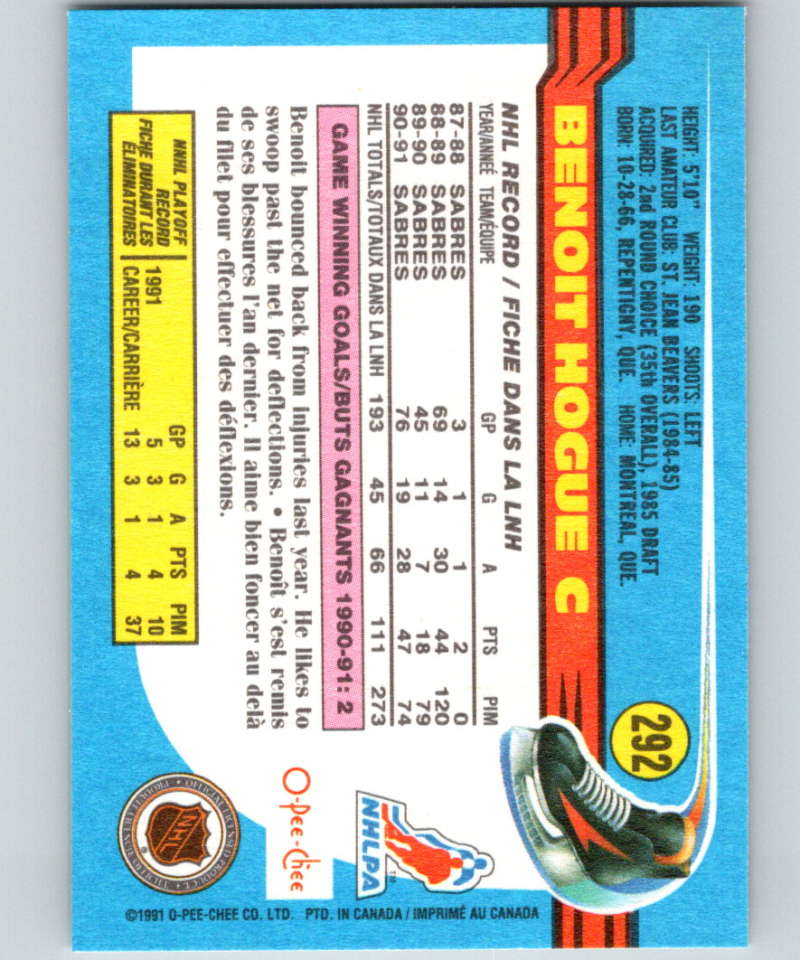 HEIGHT: 5'10" WEIGHT: 190 SHOOTS: LEFT
LAST AMATEUR CLUB: ST. JEAN BEAVERS (1984-85)
ACQUIRED: 2nd ROUND CHOICE (35th OVERALL), 1985 DRAFT
BORN: 10-28-66, REPENTIGNY, QUE. HOME: MONTREAL, QUE.
292
BENOIT HOGUE C
NHL RECORD / FICHE DANS LA LNH
YEAR/ANNÉE TEAM/ÉQUIPE GP G A PTS PIM
87-88 SABRES 3 1 1 2 0
88-89 SABRES 69 14 30 44 120
89-90 SABRES 45 11 7 18 79
90-91 SABRES 76 19 28 47 74
NHL TOTALS/TOTAUX DANS LA LNH 193 45 66 111 273
GAME WINNING GOALS/BUTS GAGNANTS 1990-91: 2
Benoit bounced back from injuries last year. He likes to
swoop past the net for deflections. • Benoît s'est remis
de ses blessures l'an dernier. Il aime bien foncer au delà
du filet pour effectuer des déflexions.
NNHL PLAYOFF
RECORD
FICHE DURANT LES
ÉLIMINATOIRES
GP G A PTS PIM
1991 5 3 1 4 10
CAREER/CARRIÈRE 13 3 1 4 37
NHLPA
TM
O-Pee-Chee
NHL
OFFICIAL LICENSED PRODUCT
©1991 O-PEE-CHEE CO. LTD. PTD. IN CANADA / IMPRIMÉ AU CANADA